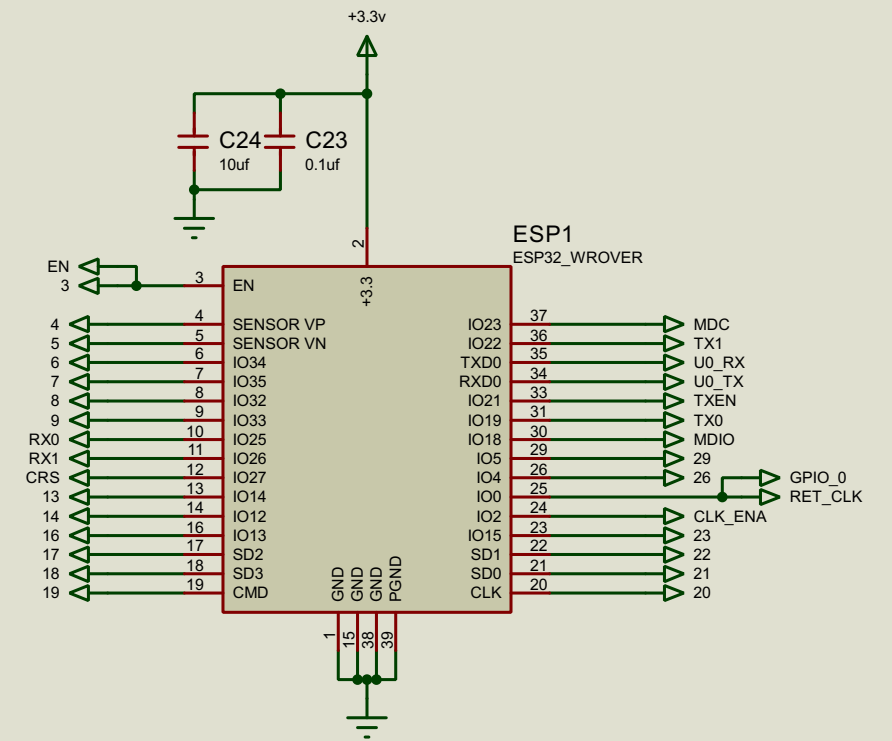 +3.3v
C24
10uf
C23
0.1uf
ESP1
ESP32_WROVER
2
+3.3
EN
3
3 EN
4 4 SENSOR VP
5 5 SENSOR VN
6 6 IO34
7 7 IO35
8 8 IO32
9 9 IO33
RX0 10 IO25
RX1 11 IO26
CRS 12 IO27
13 13 IO14
14 14 IO12
16 16 IO13
17 17 SD2
18 18 SD3
19 19 CMD
IO23 37 MDC
IO22 36 TX1
TXD0 35 U0_RX
RXD0 34 U0_TX
IO21 33 TXEN
IO19 31 TX0
IO18 30 MDIO
IO5 29 29
IO4 26 26
GPIO_0
IO0 25 RET_CLK
IO2 24 CLK_ENA
IO15 23 23
SD1 22 22
SD0 21 21
CLK 20 20
GND
GND
GND
PGND
1
15
38
39